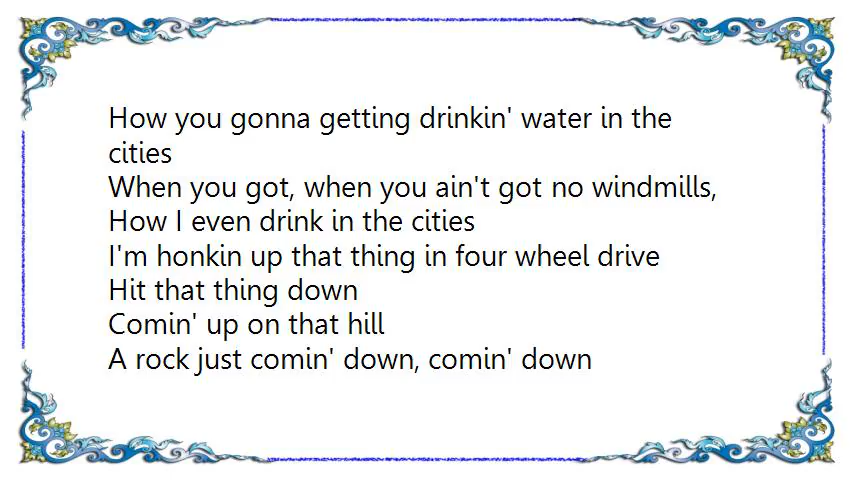 How you gonna getting drinkin' water in the
cities
When you got, when you ain't got no windmills,
How I even drink in the cities
I'm honkin up that thing in four wheel drive
Hit that thing down
Comin' up on that hill
A rock just comin' down, comin' down